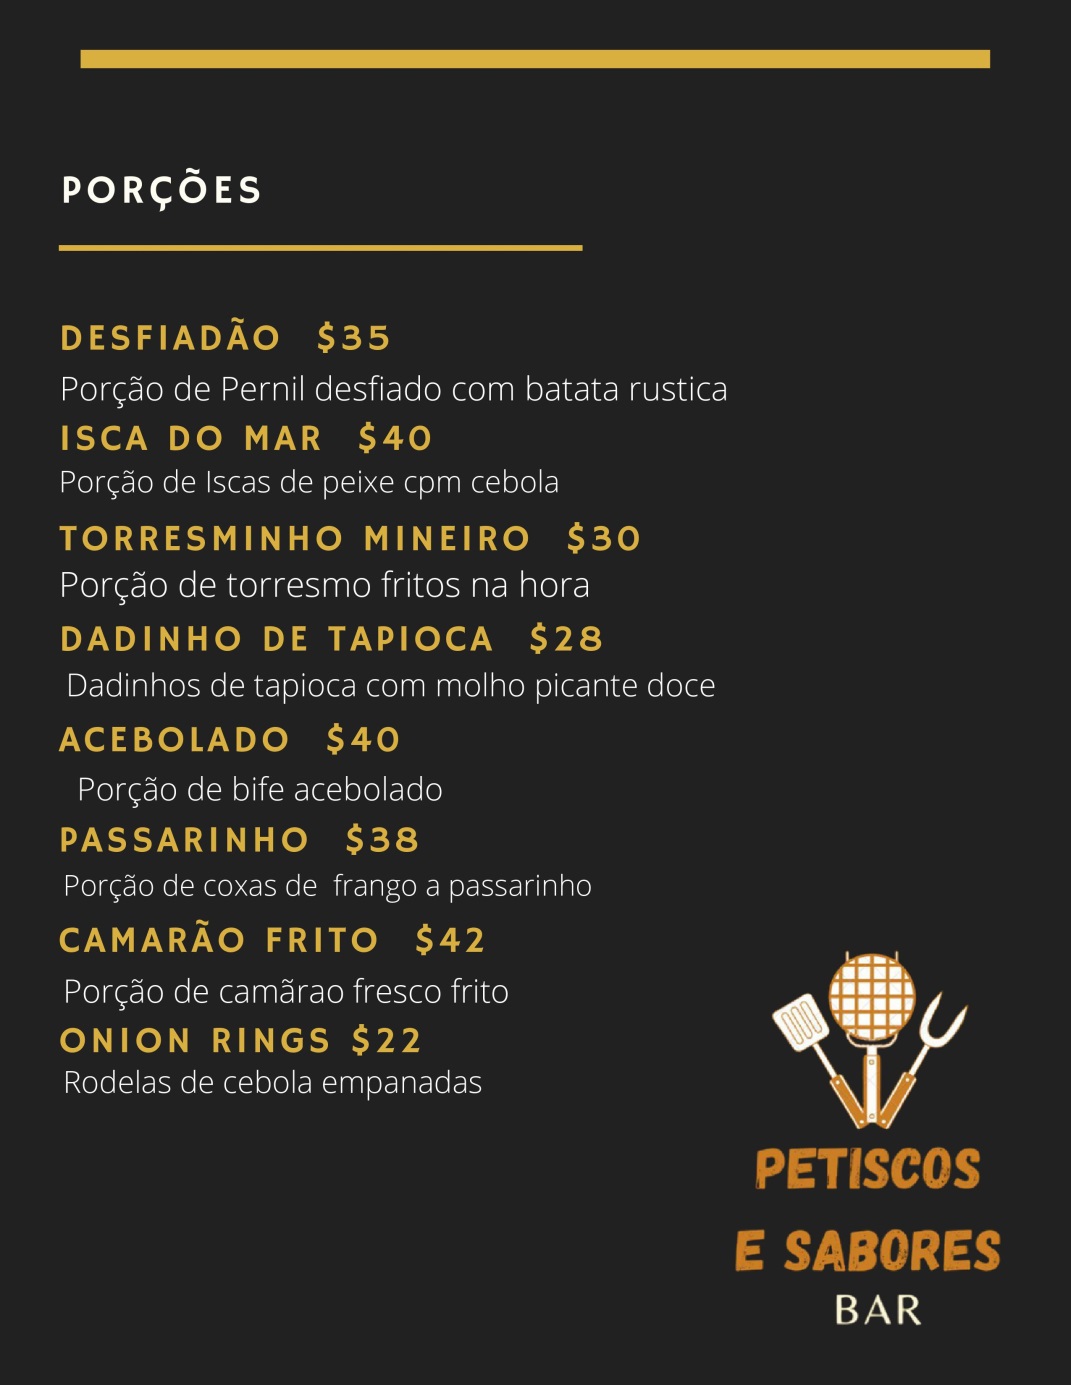 PORÇÕES
DESFIADÃO $35
Porção de Pernil desfiado com batata rustica
ISCA DO MAR $40
Porção de Iscas de peixe cpm cebola
TORRESMINHO MINEIRO $30
Porção de torresmo fritos na hora
DADINHO DE TAPIOCA $28
Dadinhos de tapioca com molho picante doce
ACEBOLADO $40
Porção de bife acebolado
PASSARINHO $38
Porção de coxas de frango a passarinho
CAMARÃO FRITO $42
Porção de camãrao fresco frito
ONION RINGS $22
Rodelas de cebola empanadas
PETISCOS
E SABORES
BAR